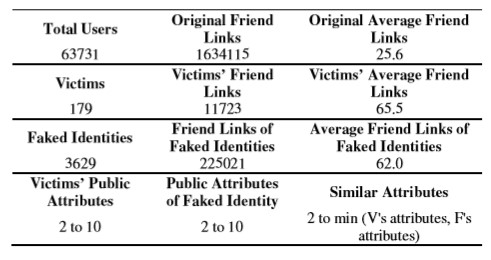 Total Users
Original Friend
Links
Original Average Friend
Links
63731
1634115
25.6
Victims
Victims' Friend
Links
Victims' Average Friend
Links
179
11723
65.5
Faked Identities
Friend Links of
Faked Identities
Average Friend Links of
Faked Identities
3629
225021
62.0
Victims' Public
Attributes
Public Attributes
of Faked Identity
Similar Attributes
2 to 10
2 to 10
2 to min (V's attributes, F's
attributes)